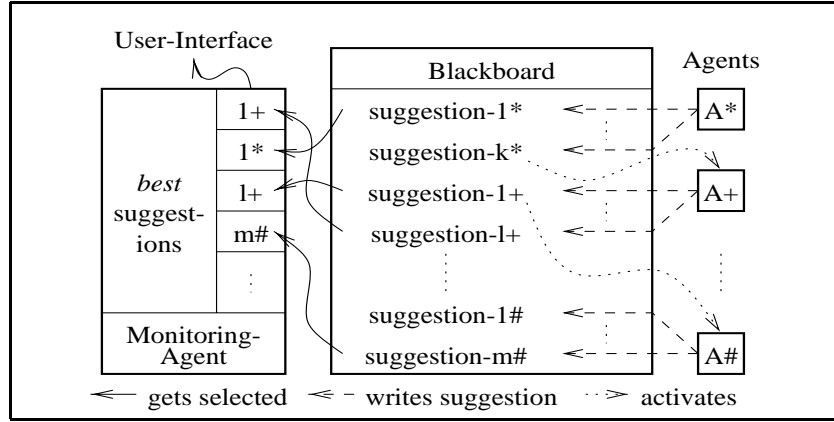 User-Interface
Blackboard
Agents
best
suggest-
ions
1+
1*
l+
m#
Monitoring-
Agent
suggestion-1*
suggestion-k*
suggestion-1+
suggestion-l+
suggestion-1#
suggestion-m#
A*
A+
A#
gets selected
writes suggestion
activates